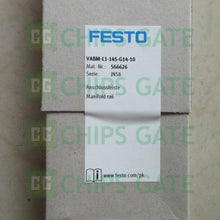 FESTO
VABM-L1-14S-G14-10
Mat.-Nr.: 566626
Serie: JN58
Anschlussleiste
Manifold rail
www.festo.com/pk
CHIPS GATE